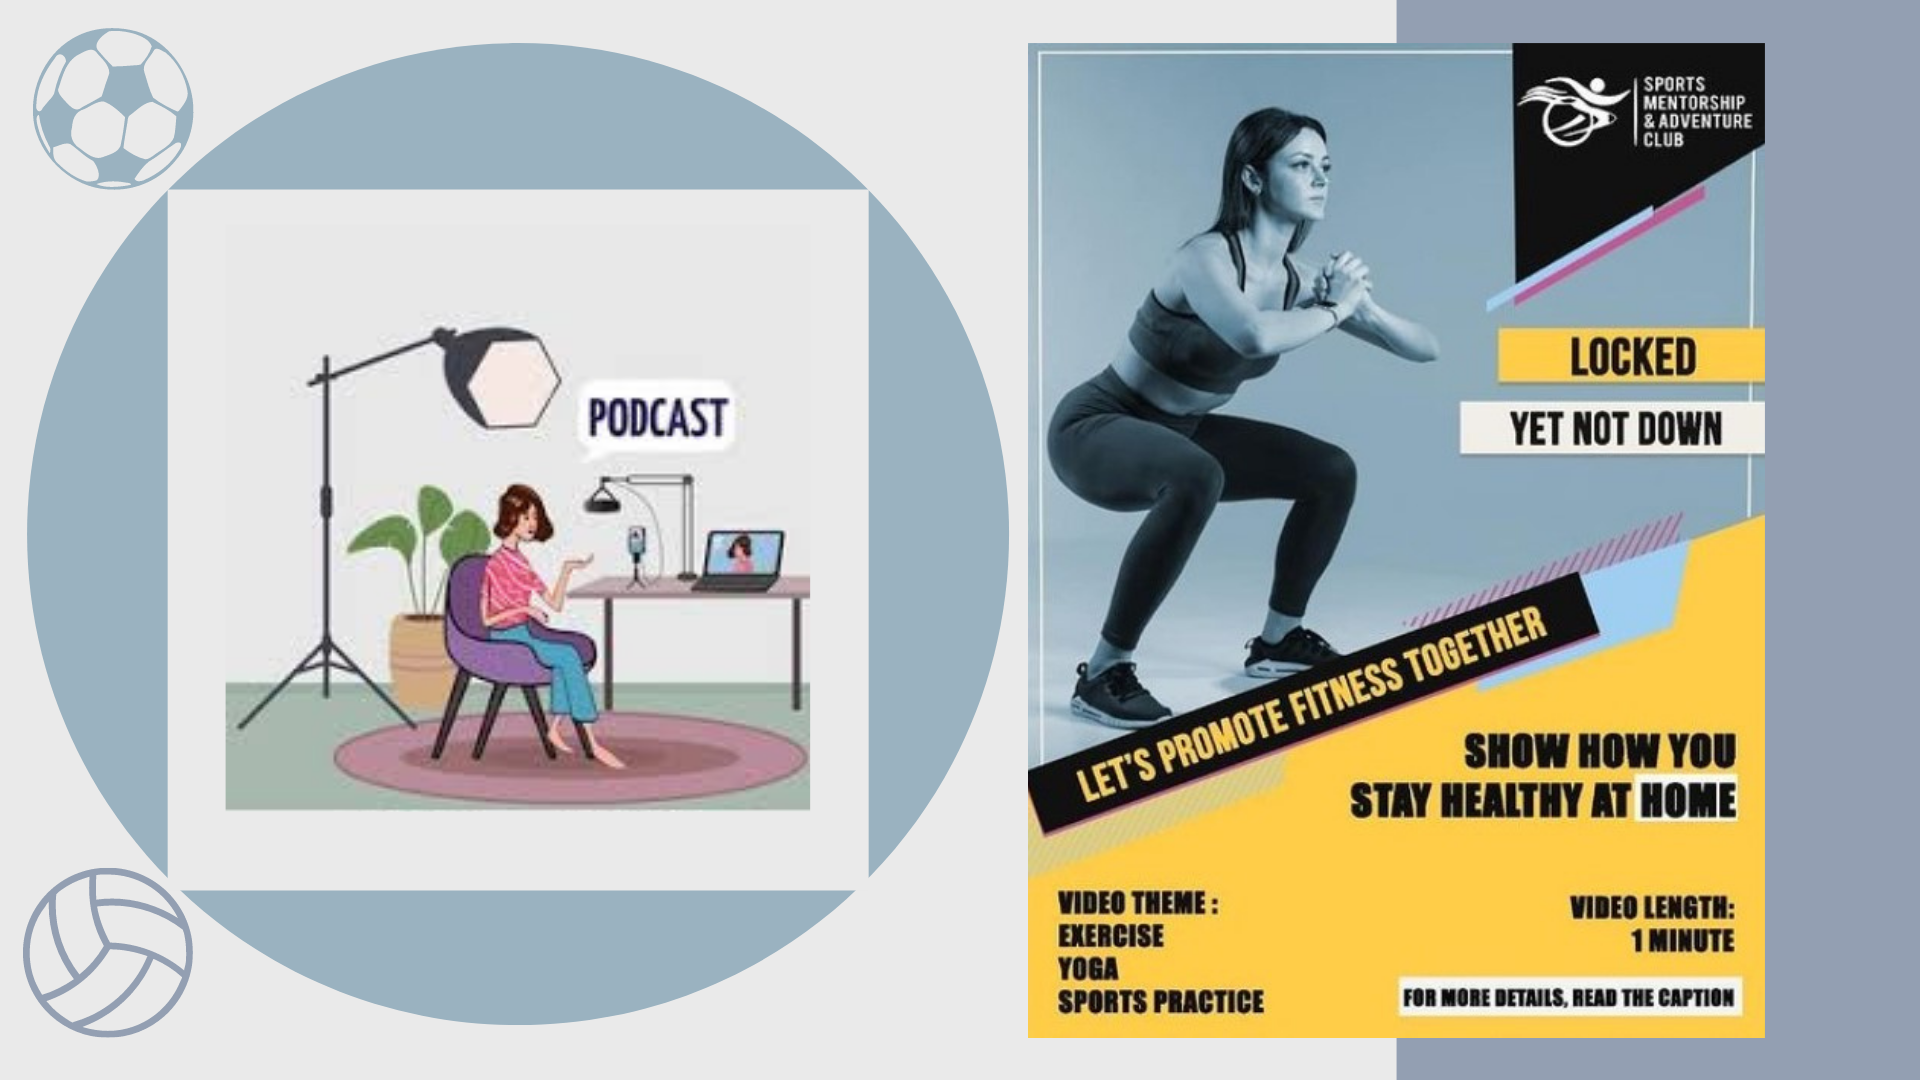 PODCAST
SPORTS
MENTORSHIP
& ADVENTURE
CLUB
LOCKED
YET NOT DOWN
LET'S PROMOTE FITNESS TOGETHER
SHOW HOW YOU
STAY HEALTHY AT HOME
VIDEO THEME :
EXERCISE
YOGA
SPORTS PRACTICE
VIDEO LENGTH:
1 MINUTE
FOR MORE DETAILS, READ THE CAPTION